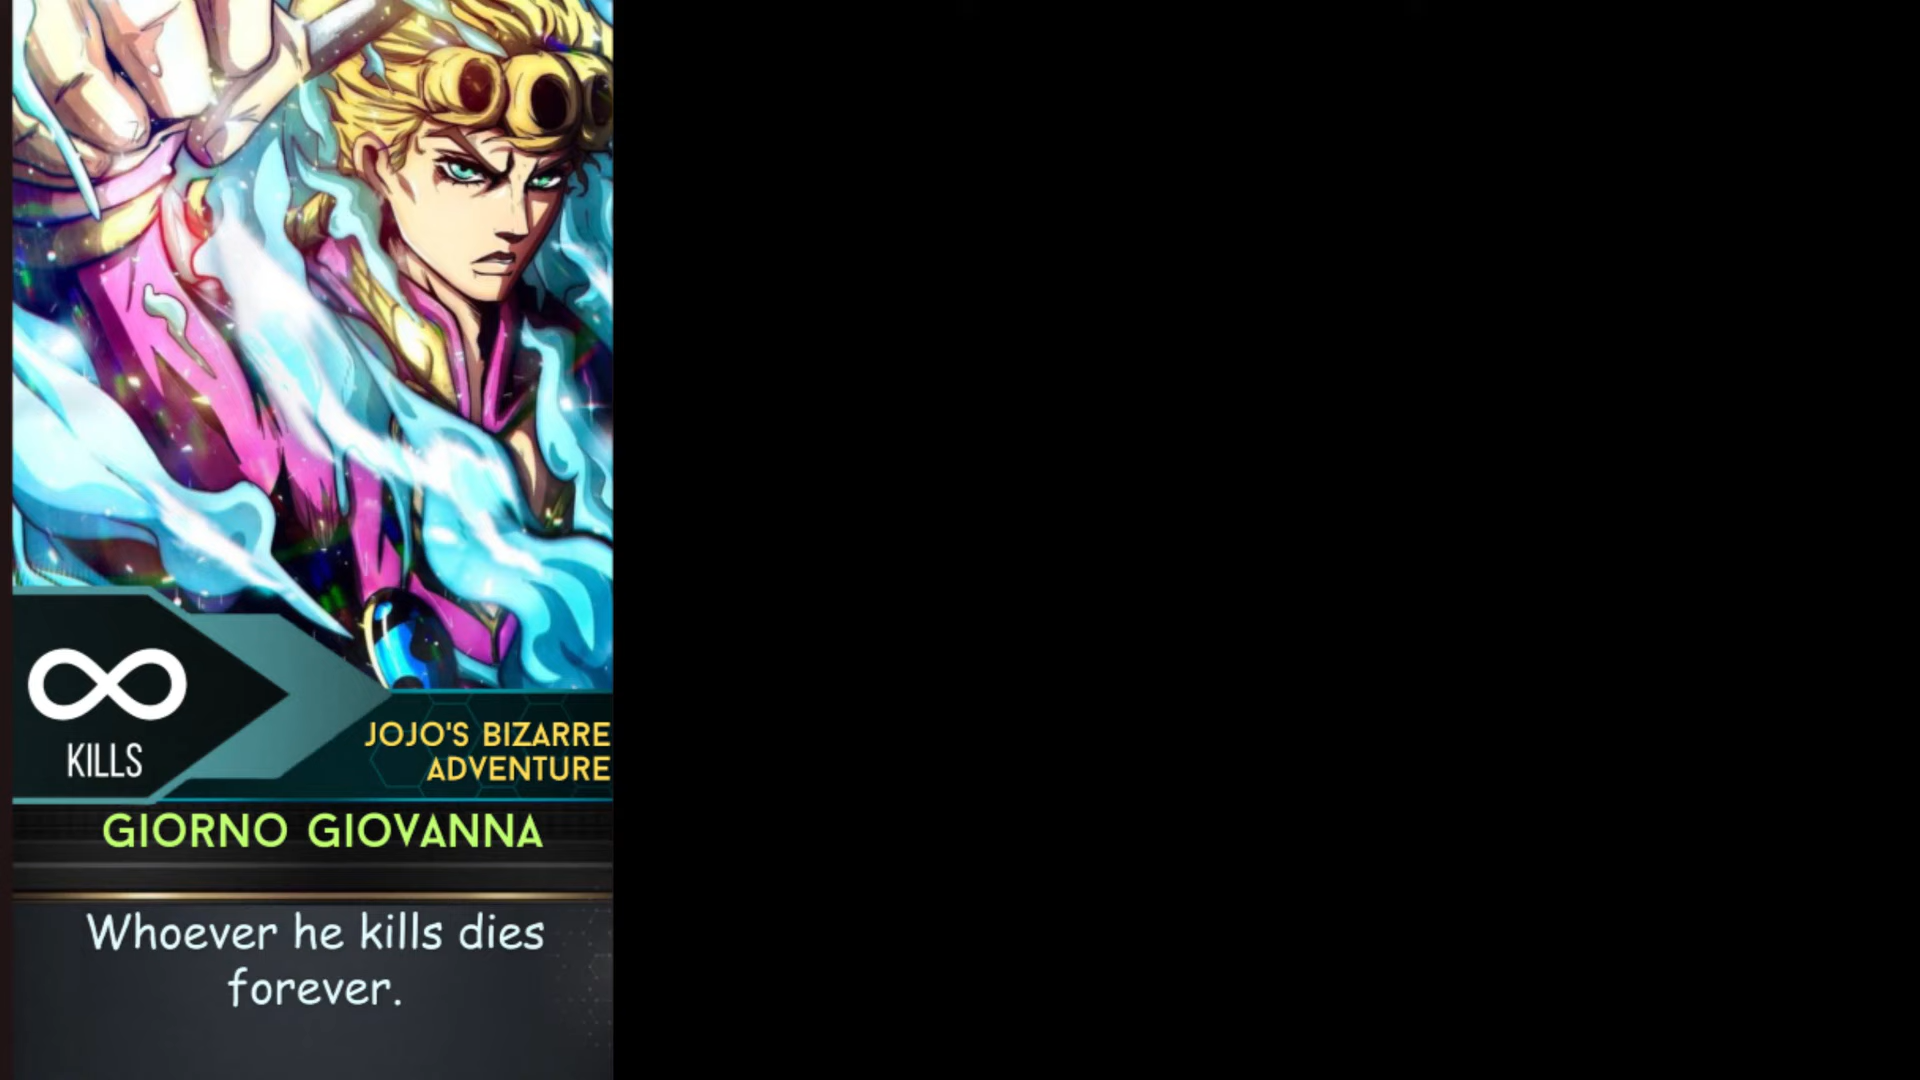 ∞
KILLS
JOJO'S BIZARRE
ADVENTURE
GIORNO GIOVANNA
Whoever he kills dies
forever.